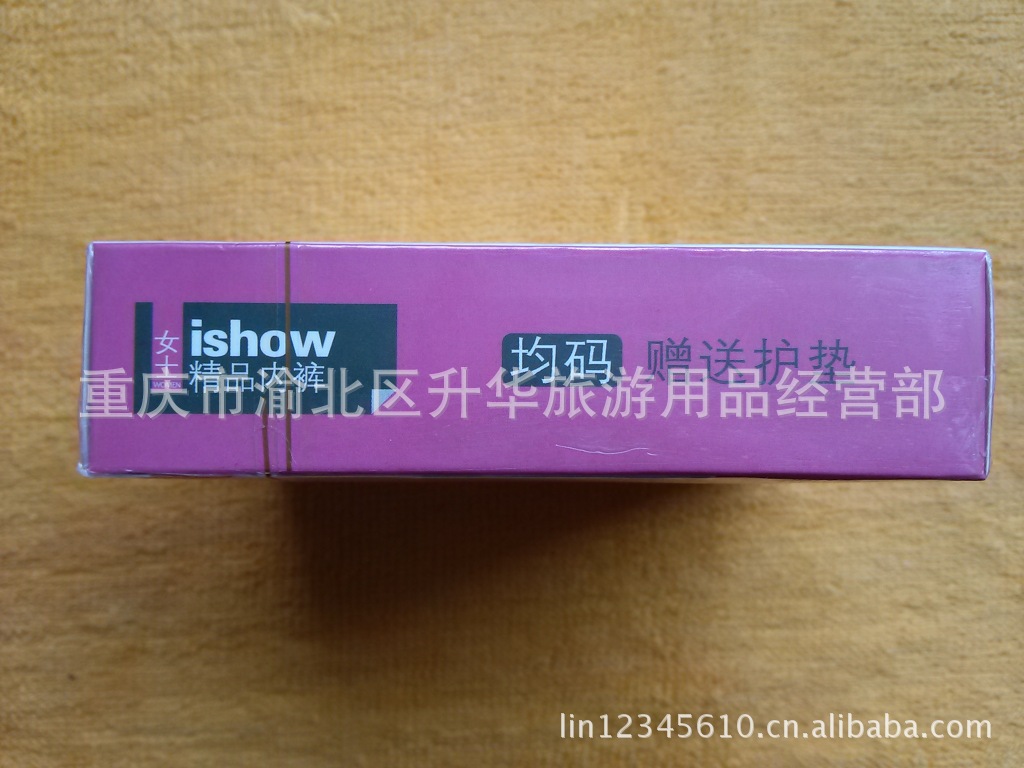 女士
WOMEN
ishow
精品内裤
均码 赠送护垫
重庆市渝北区升华旅游用品经营部
lin12345610.cn.alibaba.com